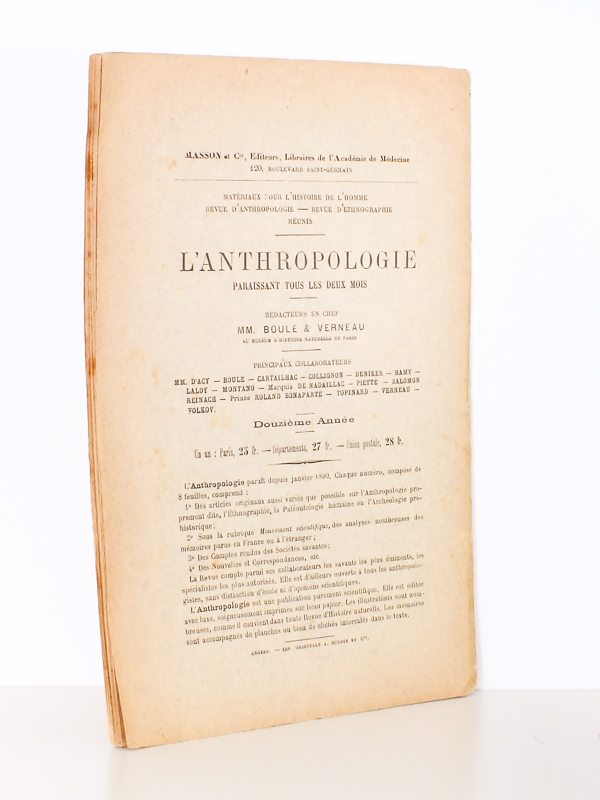 MASSON et Cie, Editeurs, Libraires de l'Académie de Médecine
120, BOULEVARD SAINT-GERMAIN
MATÉRIAUX POUR L'HISTOIRE DE L'HOMME
REVUE D'ANTHROPOLOGIE — REVUE D'ETHNOGRAPHIE
RÉUNIS
L'ANTHROPOLOGIE
PARAISSANT TOUS LES DEUX MOIS
RÉDACTEURS EN CHEF
MM. BOULE & VERNEAU
AU MUSÉUM D'HISTOIRE NATURELLE DE PARIS
PRINCIPAUX COLLABORATEURS
MM. D'ACY — BOULE — CARTAILHAC — COLLIGNON — DENIKER — HAMY —
LALOY — MONTANO — Marquis DE NADAILLAC — PIETTE — SALOMON
REINACH — Prince ROLAND BONAPARTE — TOPINARD — VERNEAU —
VOLKOV.
Douzième Année
Un an : Paris, 25 fr. — Départements, 27 fr. — Union postale, 28 fr.
L'Anthropologie paraît depuis janvier 1890. Chaque numéro, composé de
8 feuilles, comprend :
1º Des articles originaux aussi variés que possible sur l'Anthropologie pro-
prement dite, l'Ethnographie, la Paléontologie humaine ou l'Archéologie pré-
historique ;
2º Sous la rubrique Mouvement scientifique, des analyses nombreuses des
mémoires parus en France ou à l'étranger ;
3º Des Comptes rendus des Sociétés savantes ;
4º Des Nouvelles et Correspondances, etc.
La Revue compte parmi ses collaborateurs les savants les plus éminents, les
spécialistes les plus autorisés. Elle est d'ailleurs ouverte à tous les anthropolo-
gistes, sans distinction d'école ni d'opinions scientifiques.
L'Anthropologie est une publication purement scientifique. Elle est éditée
avec luxe, soigneusement imprimée sur beau papier. Les illustrations sont nom-
breuses, comme il convient dans toute Revue d'Histoire naturelle. Les mémoires
sont accompagnés de planches ou bien de clichés intercalés dans le texte.
ANGERS. — IMP. ORIENTALE A. BURDIN ET Cie.